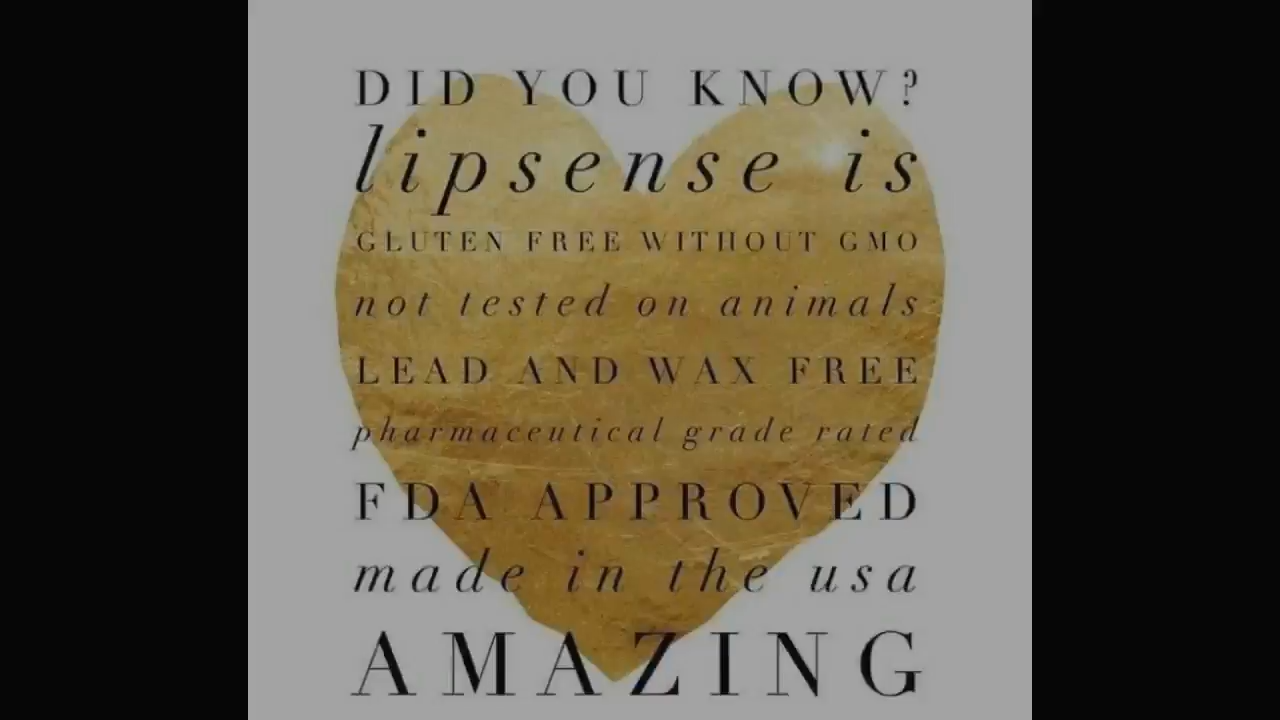 DID YOU KNOW?
lipsense is
GLUTEN FREE WITHOUT GMO
not tested on animals
LEAD AND WAX FREE
pharmaceutical grade rated
FDA APPROVED
made in the usa
AMAZING